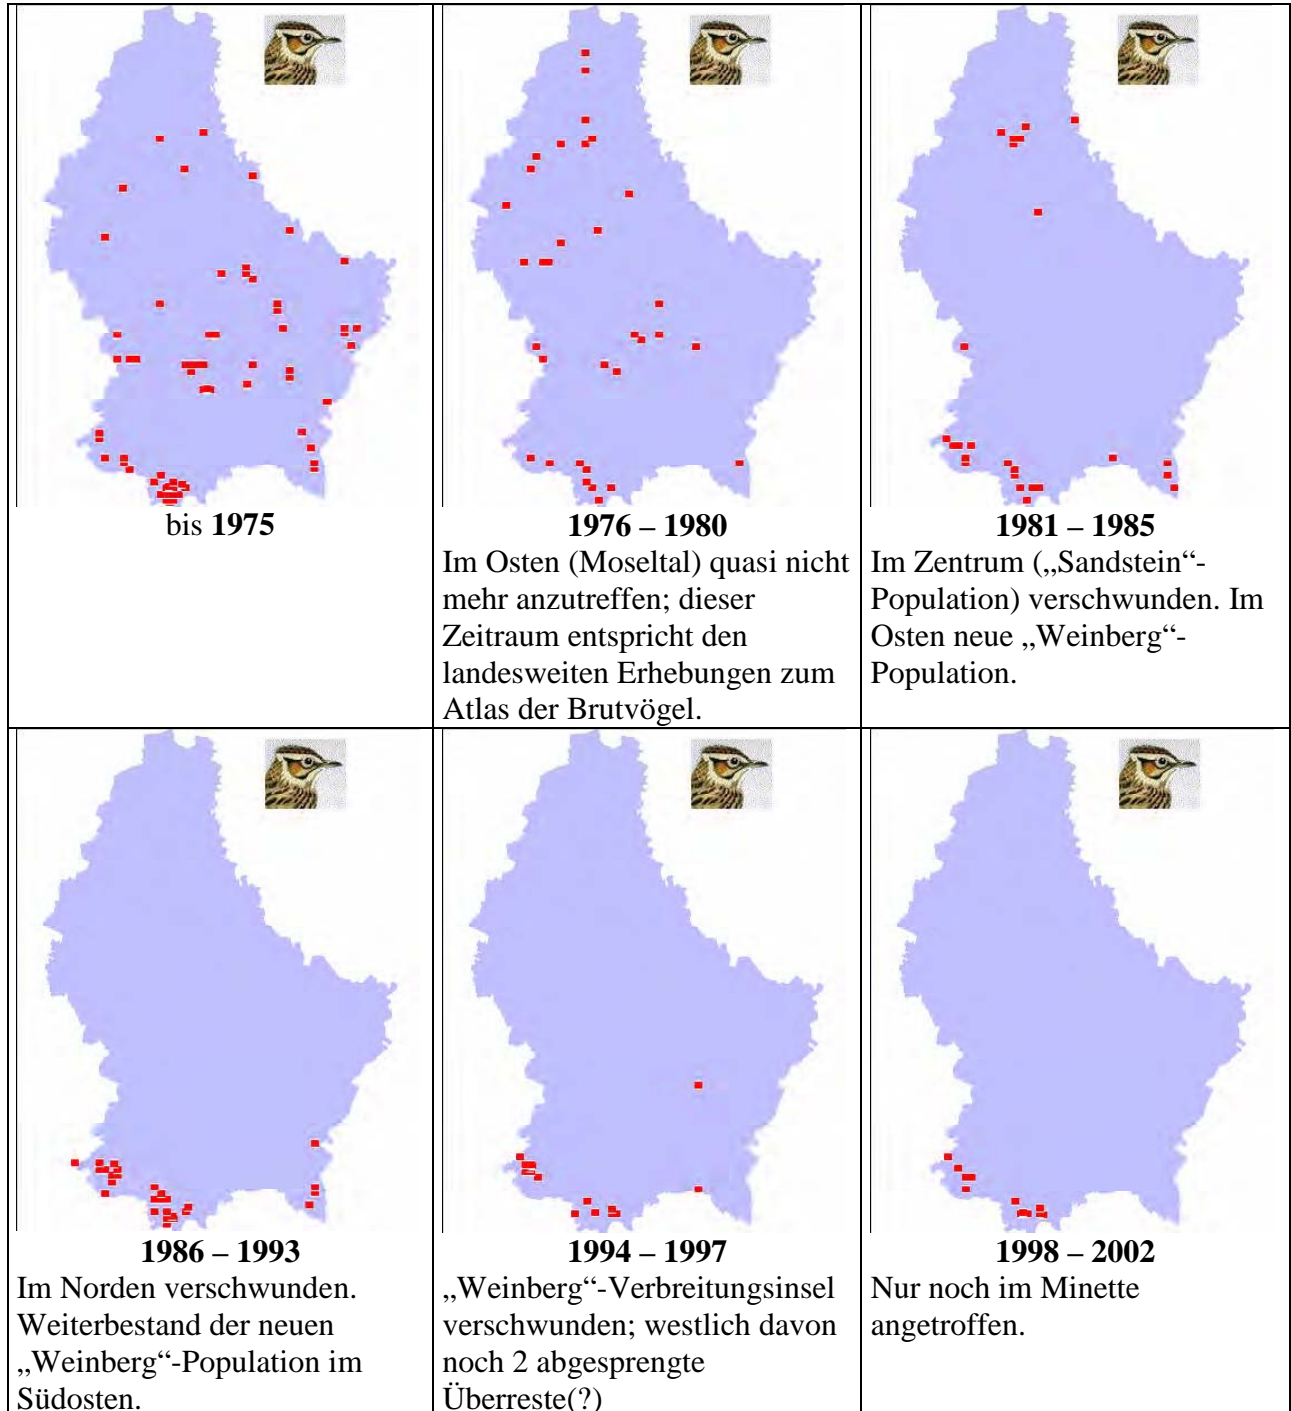 bis 1975
1976 – 1980
Im Osten (Moseltal) quasi nicht
mehr anzutreffen; dieser
Zeitraum entspricht den
landesweiten Erhebungen zum
Atlas der Brutvögel.
1981 – 1985
Im Zentrum („Sandstein“-
Population) verschwunden. Im
Osten neue „Weinberg“-
Population.
1986 – 1993
Im Norden verschwunden.
Weiterbestand der neuen
„Weinberg“-Population im
Südosten.
1994 – 1997
„Weinberg“-Verbreitungsinsel
verschwunden; westlich davon
noch 2 abgesprengte
Überreste(?)
1998 – 2002
Nur noch im Minette
angetroffen.